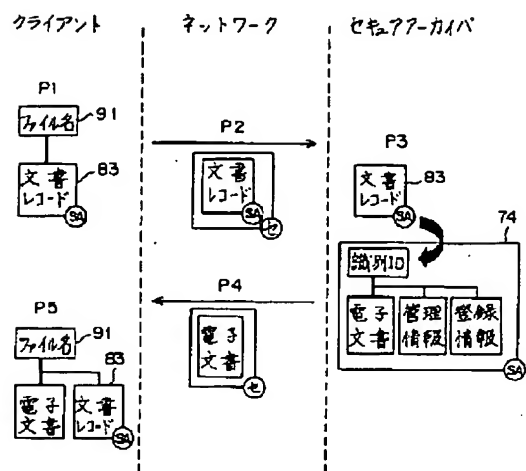 クライアント
ネットワーク
セキュアアーカイバ
P1
ファイル名
91
文書
レコード
83
SA
P2
文書
レコード
SA
セ
P3
文書
レコード
83
SA
74
識別ID
電子
文書
管理
情報
登録
情報
SA
P4
電子
文書
セ
P5
ファイル名
91
83
電子
文書
文書
レコード
SA